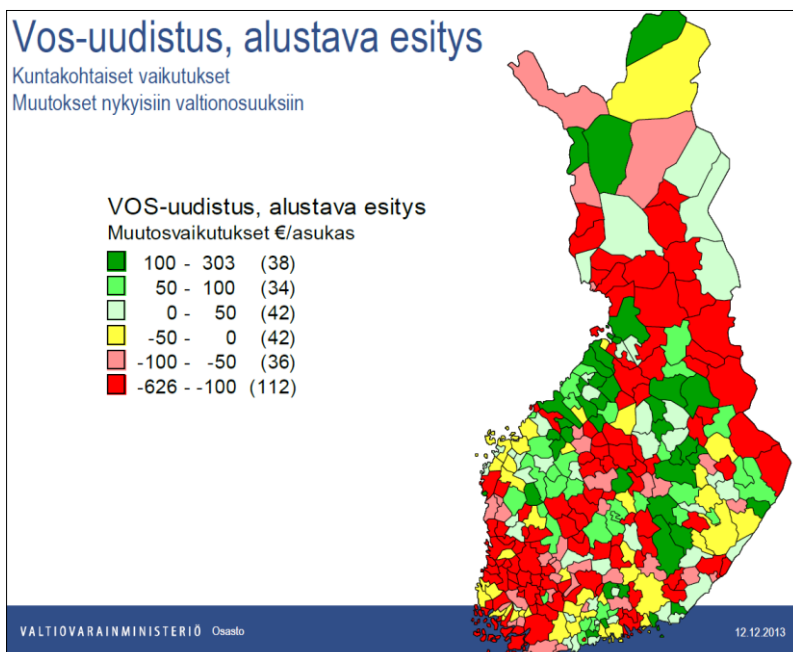 Vos-uudistus, alustava esitys
Kuntakohtaiset vaikutukset
Muutokset nykyisiin valtionosuuksiin
VOS-uudistus, alustava esitys
Muutosvaikutukset €/asukas
100 - 303 (38)
50 - 100 (34)
0 - 50 (42)
-50 - 0 (42)
-100 - -50 (36)
-626 - -100 (112)
VALTIOVARAINMINISTERIÖ Osasto
12.12.2013